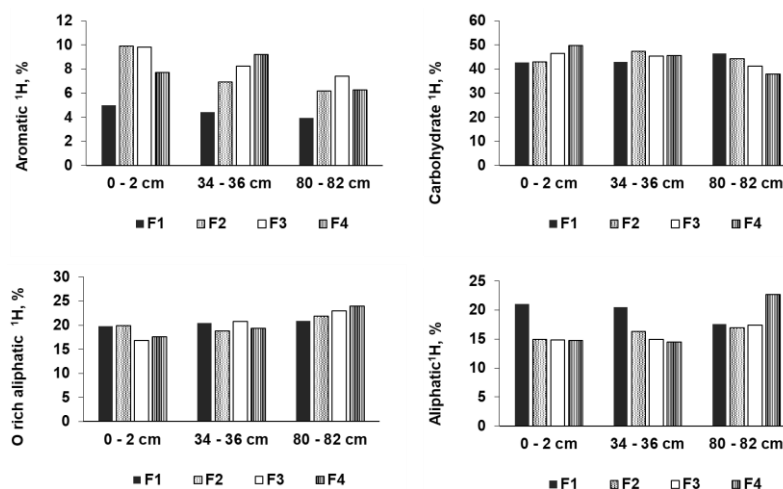 12
10
8
6
4
2
0
Aromatic ¹H, %
0 - 2 cm 34 - 36 cm 80 - 82 cm
F1 F2 F3 F4
60
50
40
30
20
10
0
Carbohydrate ¹H, %
0 - 2 cm 34 - 36 cm 80 - 82 cm
F1 F2 F3 F4
30
25
20
15
10
5
0
O rich aliphatic ¹H, %
0 - 2 cm 34 - 36 cm 80 - 82 cm
F1 F2 F3 F4
25
20
15
10
5
0
Aliphatic¹H, %
0 - 2 cm 34 - 36 cm 80 - 82 cm
F1 F2 F3 F4